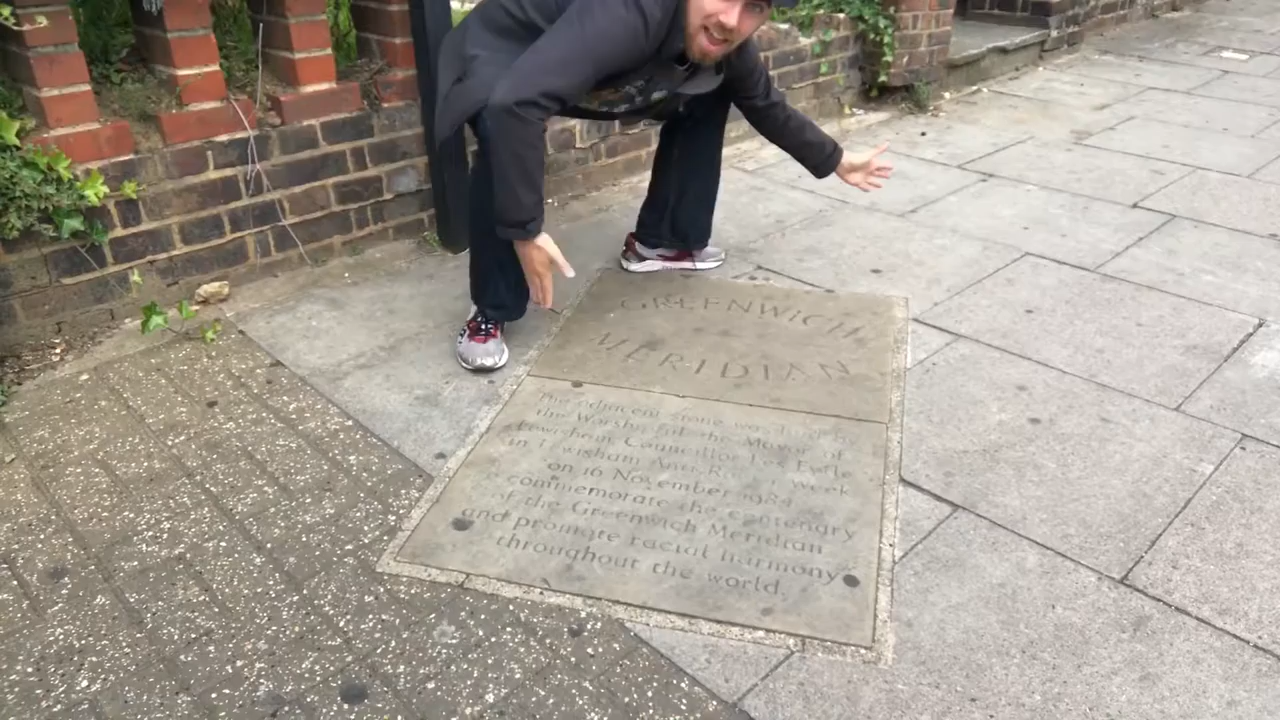 GREENWICH
MERIDIAN
The adjacent stone was laid by
the Worshipful the Mayor of
Lewisham Councillor Les Eytle
in Lewisham Anti-Racist Week
on 16 November 1984
commemorate the centenary
of the Greenwich Meridian
and promote racial harmony
throughout the world.